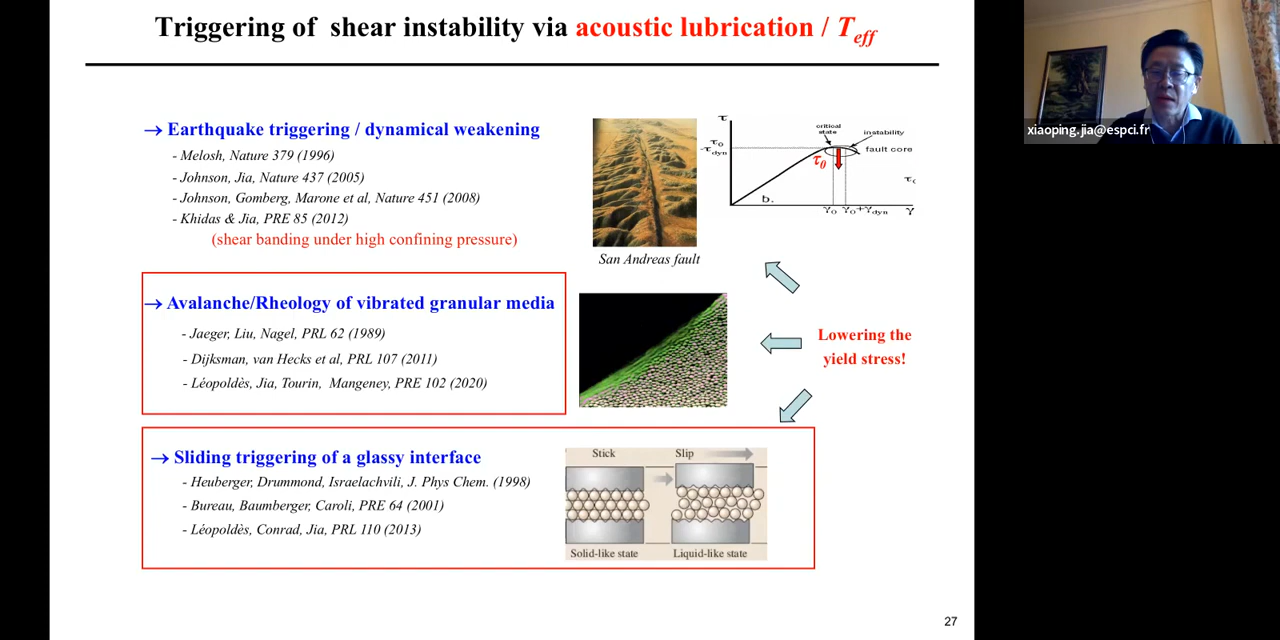 Triggering of shear instability via acoustic lubrication / Teff
→ Earthquake triggering / dynamical weakening
- Melosh, Nature 379 (1996)
- Johnson, Jia, Nature 437 (2005)
- Johnson, Gomberg, Marone et al, Nature 451 (2008)
- Khidas & Jia, PRE 85 (2012)
(shear banding under high confining pressure)
San Andreas fault
τ
critical
state
instability
τ0
-τdyn
fault core
τ0
b.
γ0
γ0+γdyn
γ
xiaoping.jia@espci.fr
→ Avalanche/Rheology of vibrated granular media
- Jaeger, Liu, Nagel, PRL 62 (1989)
- Dijksman, van Hecks et al, PRL 107 (2011)
- Léopoldès, Jia, Tourin, Mangeney, PRE 102 (2020)
Lowering the
yield stress!
→ Sliding triggering of a glassy interface
- Heuberger, Drummond, Israelachvili, J. Phys Chem. (1998)
- Bureau, Baumberger, Caroli, PRE 64 (2001)
- Léopoldès, Conrad, Jia, PRL 110 (2013)
Stick
Slip
Solid-like state
Liquid-like state
27